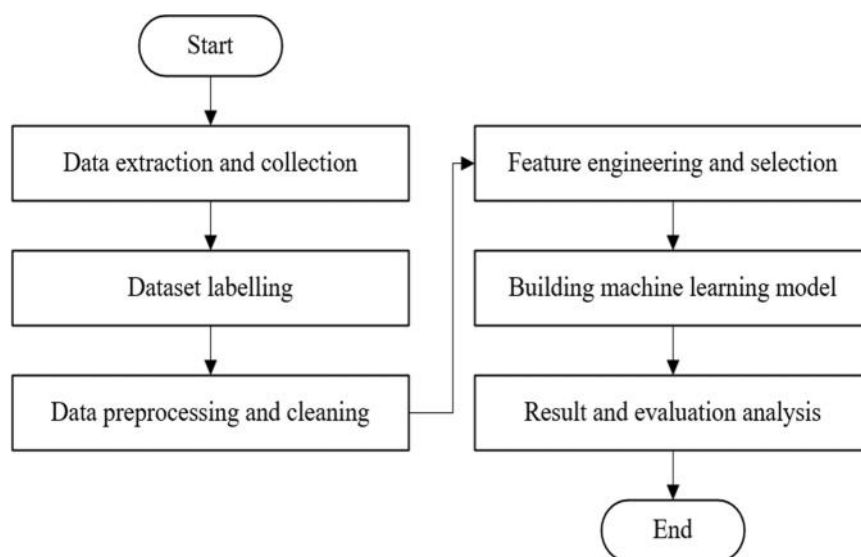 Start
Data extraction and collection
Dataset labelling
Data preprocessing and cleaning
Feature engineering and selection
Building machine learning model
Result and evaluation analysis
End